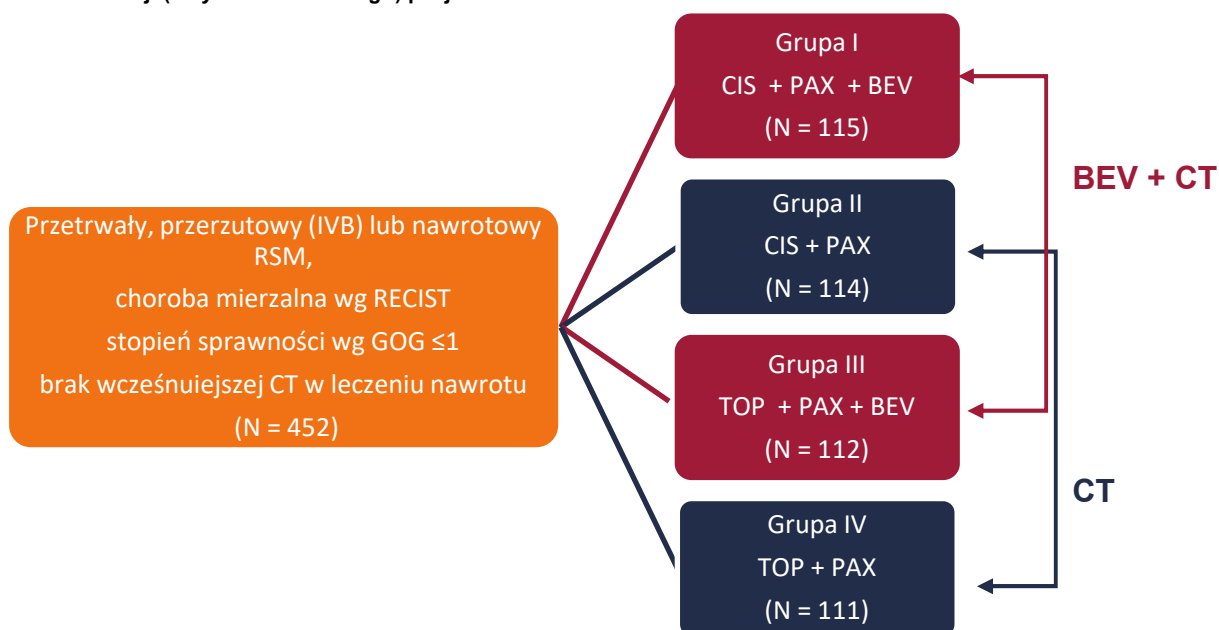 Przetrwały, przerzutowy (IVB) lub nawrotowy
RSM,
choroba mierzalna wg RECIST
stopień sprawności wg GOG ≤1
brak wcześnuiejszej CT w leczeniu nawrotu
(N = 452)
Grupa I
CIS + PAX + BEV
(N = 115)
Grupa II
CIS + PAX
(N = 114)
Grupa III
TOP + PAX + BEV
(N = 112)
Grupa IV
TOP + PAX
(N = 111)
BEV + CT
CT